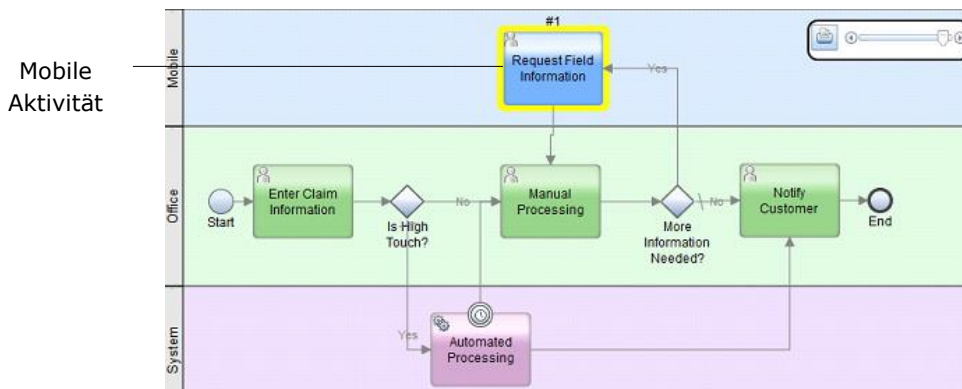 #1
Mobile
Aktivität
Mobile
Request Field
Information
Yes
Office
Start
Enter Claim
Information
Is High
Touch?
No
Manual
Processing
More
Information
Needed?
No
Notify
Customer
End
System
Yes
Automated
Processing